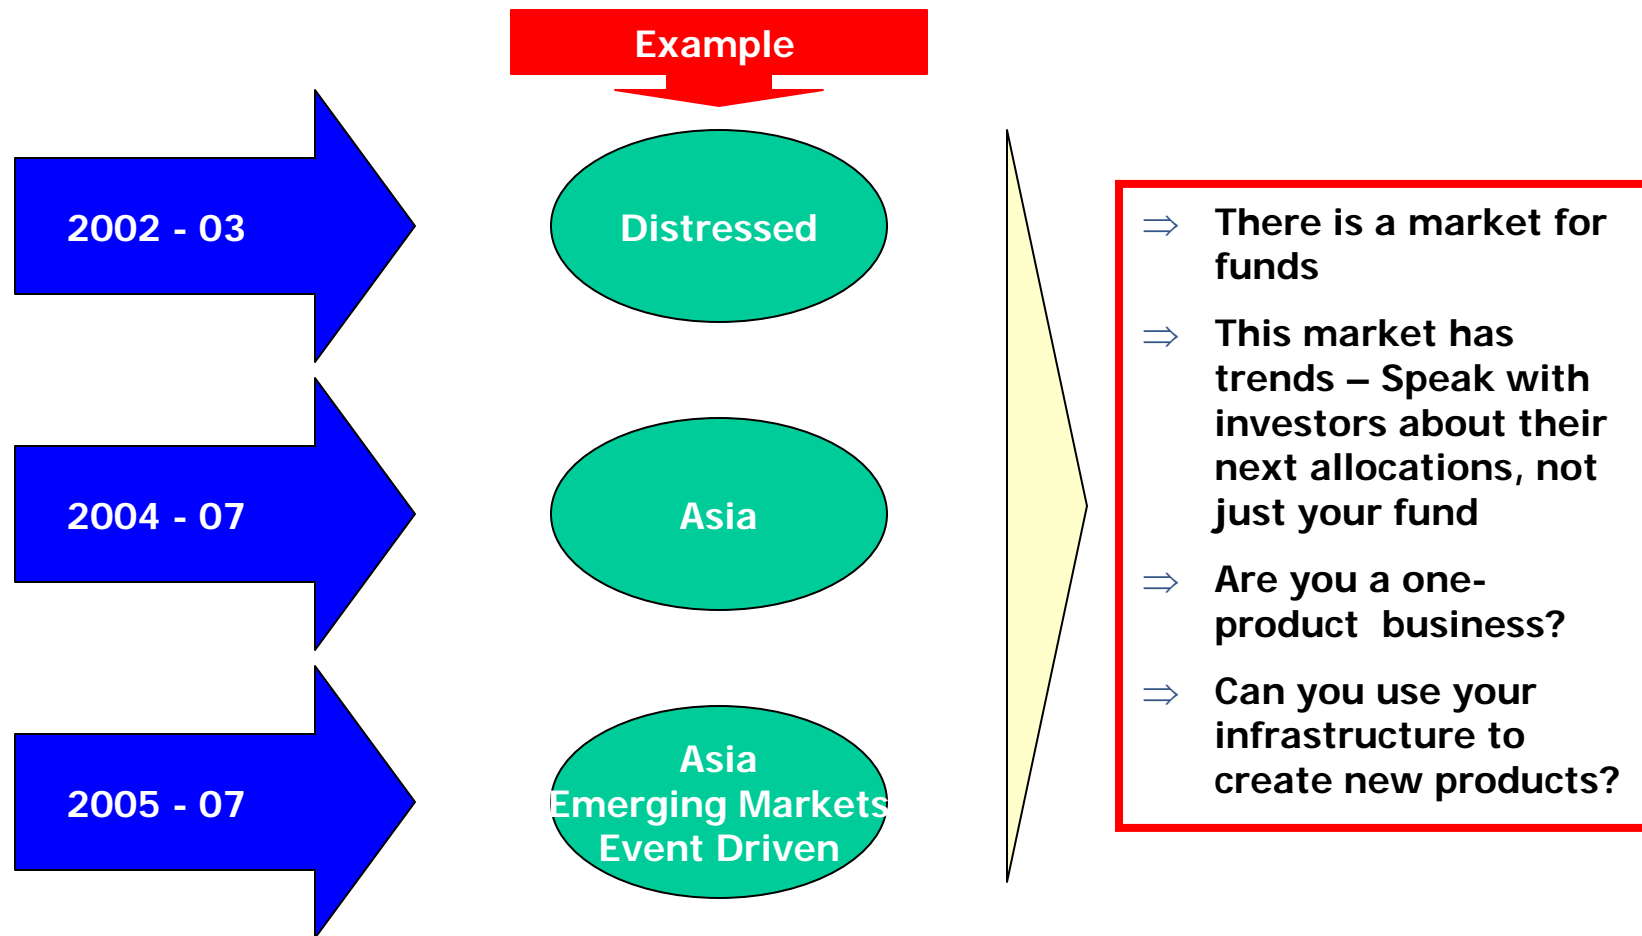 Example
2002 - 03
Distressed
2004 - 07
Asia
2005 - 07
Asia
Emerging Markets
Event Driven
⇒ There is a market for
funds
⇒ This market has
trends – Speak with
investors about their
next allocations, not
just your fund
⇒ Are you a one-
product business?
⇒ Can you use your
infrastructure to
create new products?